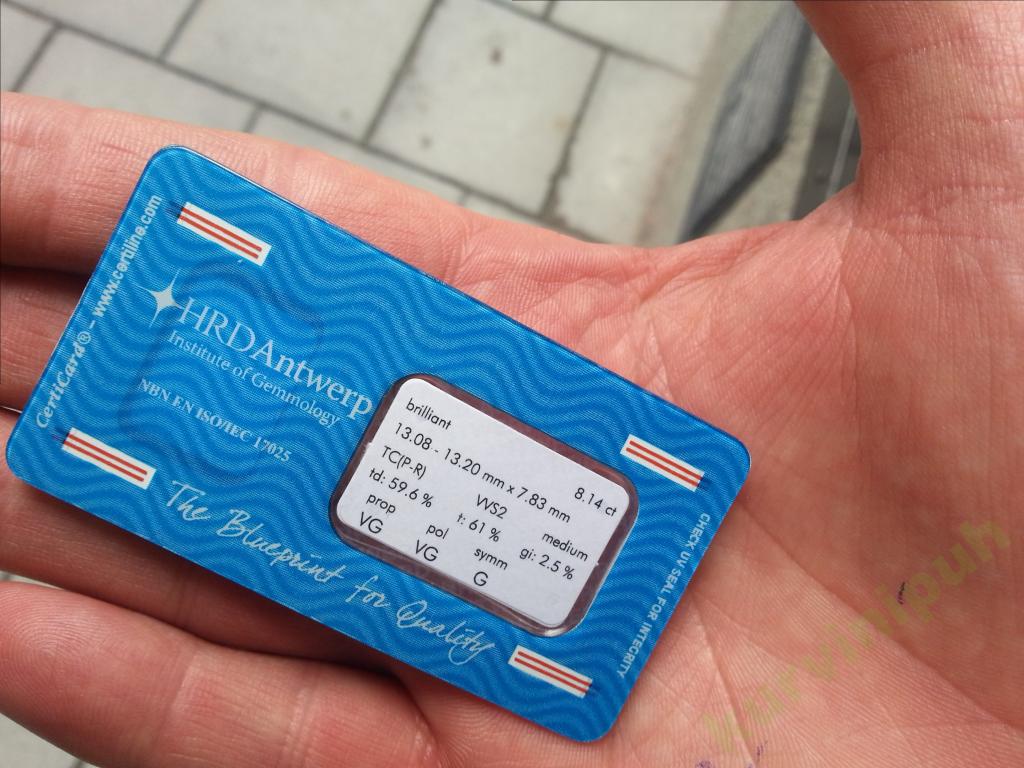 CertiCard® - www.certiline.com
HRD Antwerp
Institute of Gemmology
NBN EN ISO/IEC 17025
The Blueprint for Quality
brilliant 8.14 ct
13.08 - 13.20 mm x 7.83 mm
TC(P-R) VVS2 medium
td: 59.6 % t: 61 % gi: 2.5 %
prop pol symm
VG VG G
CHECK UV SEAL FOR INTEGRITY
kurvinipuh